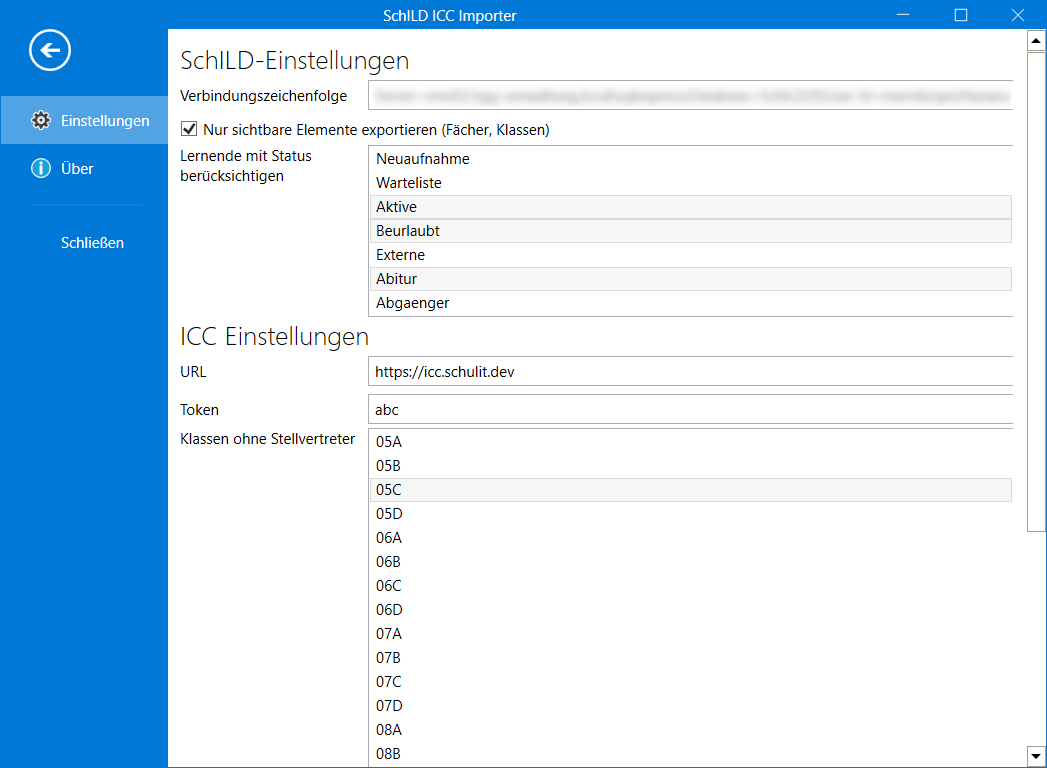 SchILD ICC Importer
Einstellungen
Über
Schließen
SchILD-Einstellungen
Verbindungszeichenfolge
Nur sichtbare Elemente exportieren (Fächer, Klassen)
Lernende mit Status
berücksichtigen
Neuaufnahme
Warteliste
Aktive
Beurlaubt
Externe
Abitur
Abgaenger
ICC Einstellungen
URL
https://icc.schulit.dev
Token
abc
Klassen ohne Stellvertreter
05A
05B
05C
05D
06A
06B
06C
06D
07A
07B
07C
07D
08A
08B